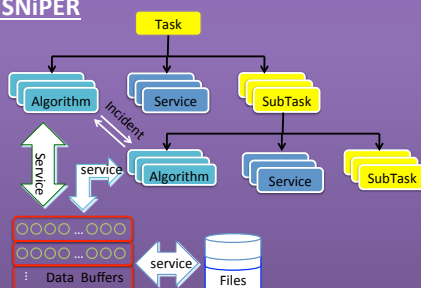 SNiPER
Task
Algorithm
Service
SubTask
Incident
Service
service
Algorithm
Service
SubTask
○○○○ ... ○○○
○○○○ ... ○○○
⋮ Data Buffers
service
Files